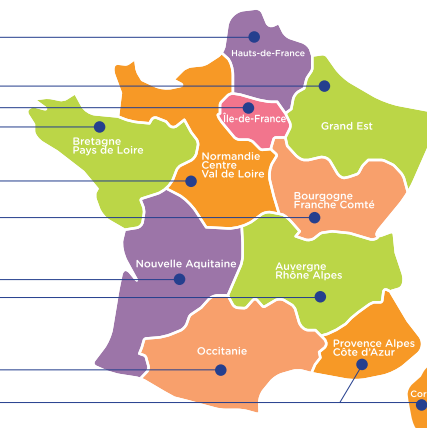 Hauts-de-France
Île-de-France
Grand Est
Bretagne
Pays de Loire
Normandie
Centre
Val de Loire
Bourgogne
Franche Comté
Nouvelle Aquitaine
Auvergne
Rhône Alpes
Occitanie
Provence Alpes
Côte d'Azur
Cor